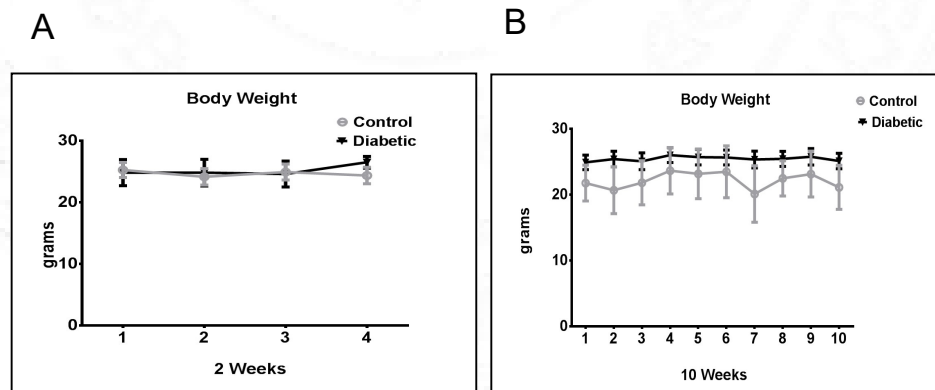 A
Body Weight
Control
Diabetic
30
20
10
0
grams
1 2 3 4
2 Weeks
B
Body Weight
Control
Diabetic
30
20
10
0
grams
1 2 3 4 5 6 7 8 9 10
10 Weeks